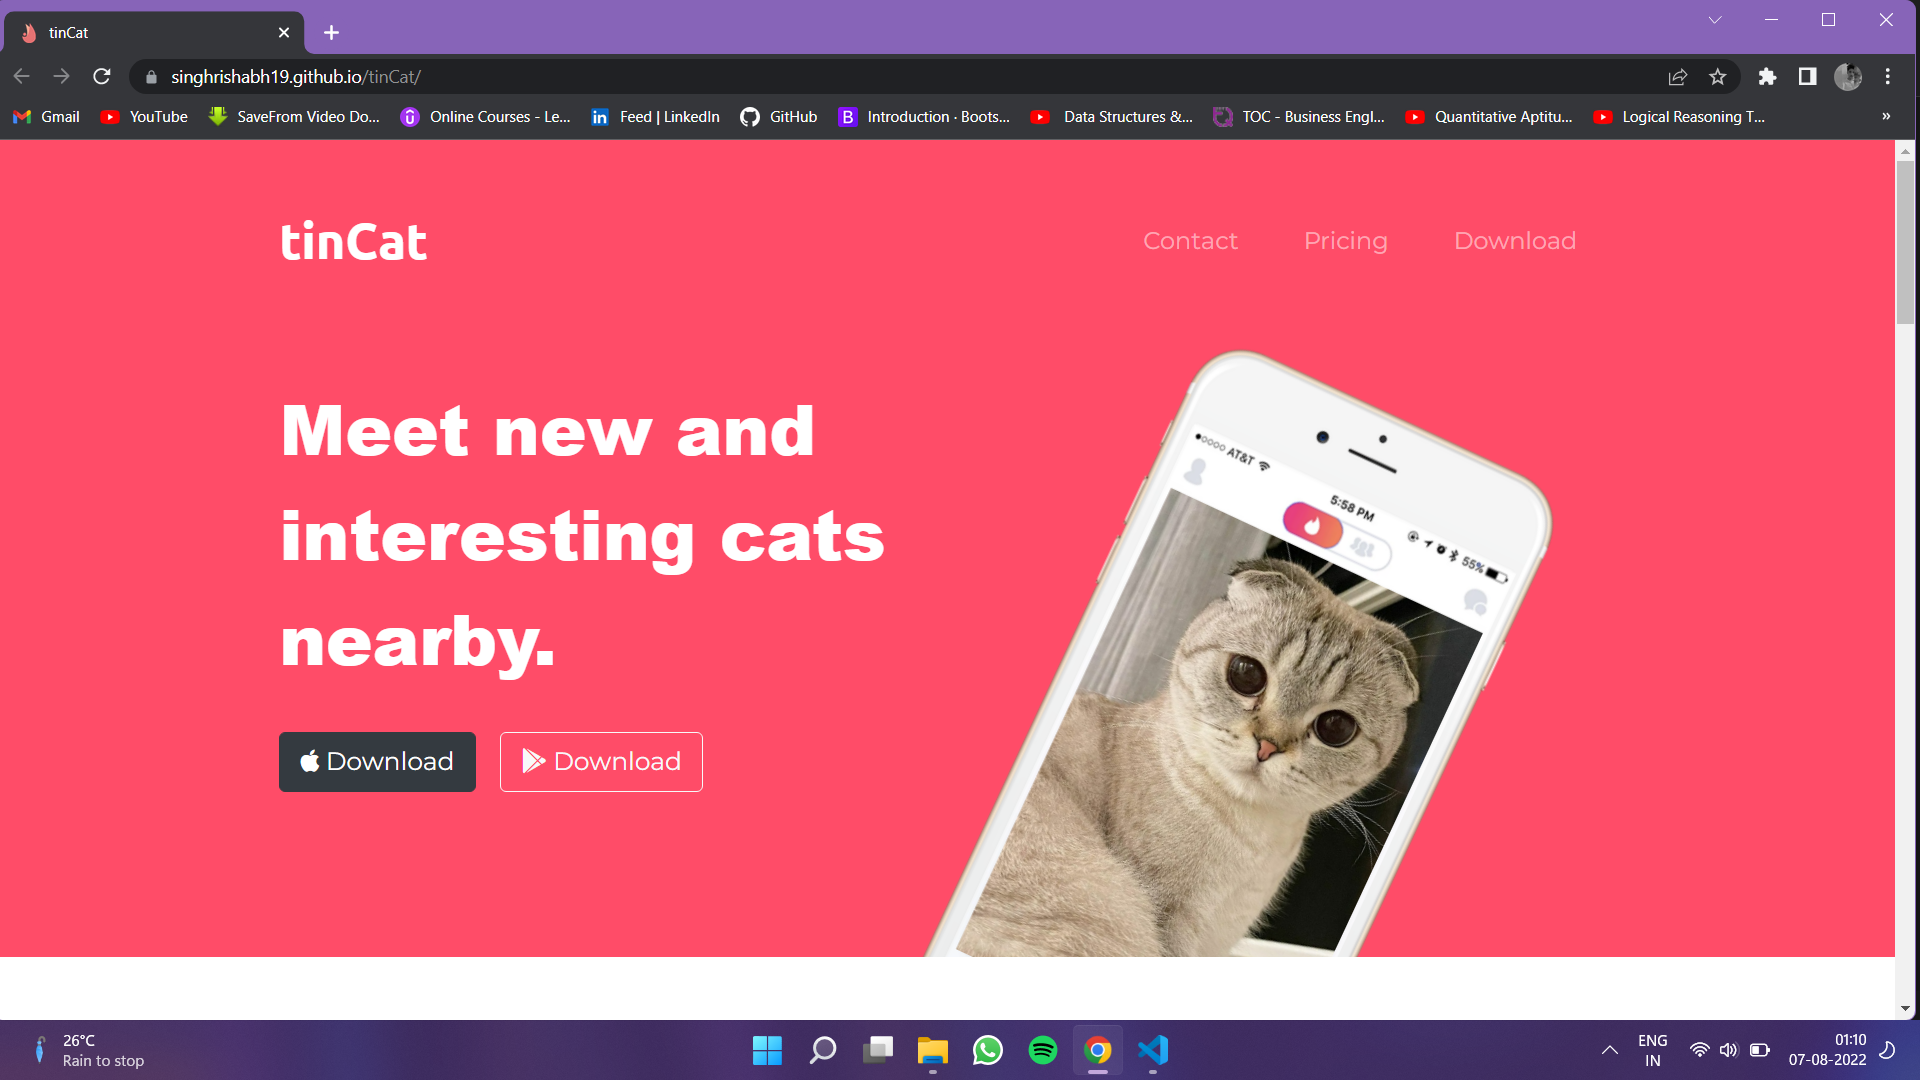 tinCat
singhrishabh19.github.io/tinCat/
Gmail
YouTube
SaveFrom Video Do...
Online Courses - Le...
Feed | LinkedIn
GitHub
Introduction · Boots...
Data Structures &...
TOC - Business Engl...
Quantitative Aptitu...
Logical Reasoning T...
»
tinCat
Contact
Pricing
Download
Meet new and
interesting cats
nearby.
Download
Download
AT&T
5:58 PM
55%
26°C
Rain to stop
ENG
IN
01:10
07-08-2022